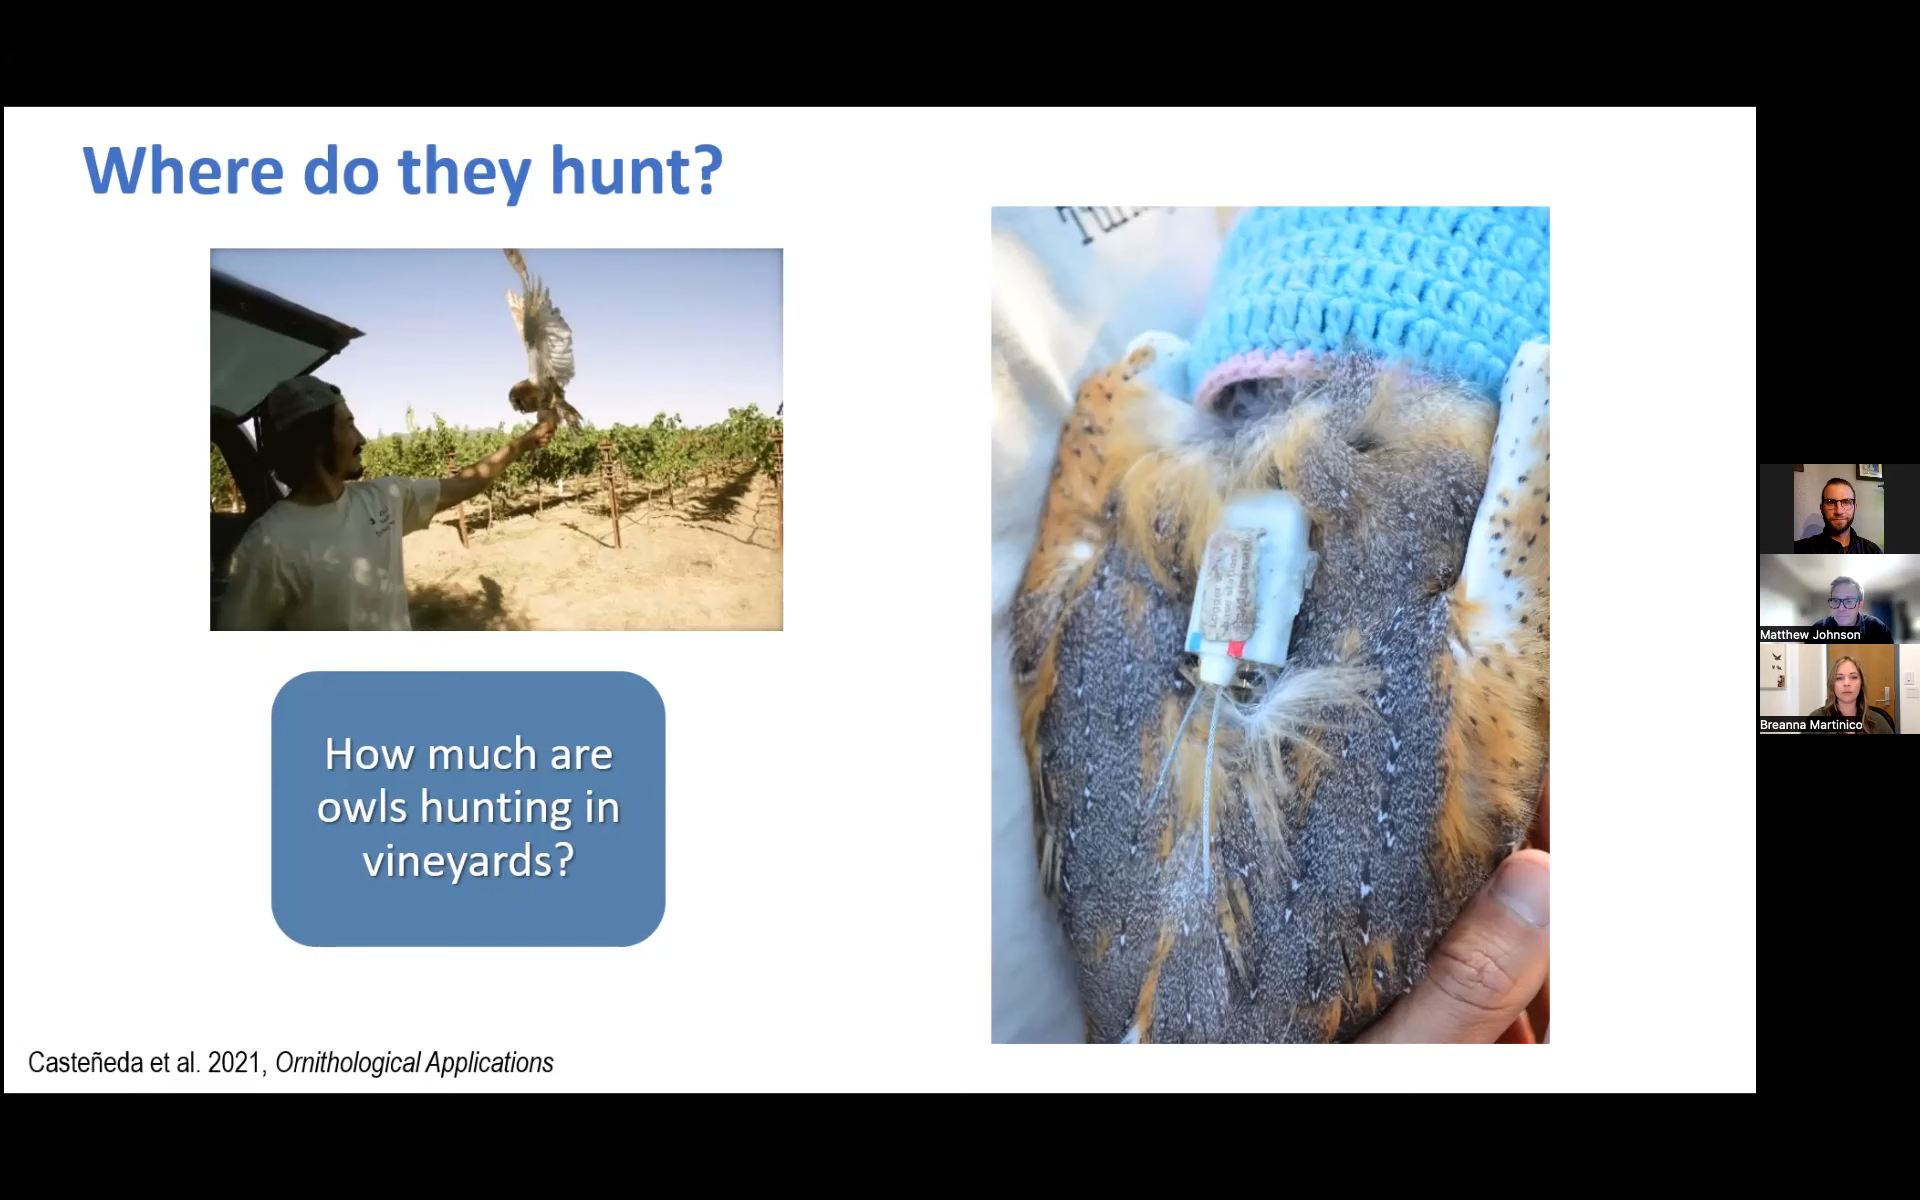 Where do they hunt?
How much are
owls hunting in
vineyards?
Casteñeda et al. 2021, Ornithological Applications
Matthew Johnson
Breanna Martinico